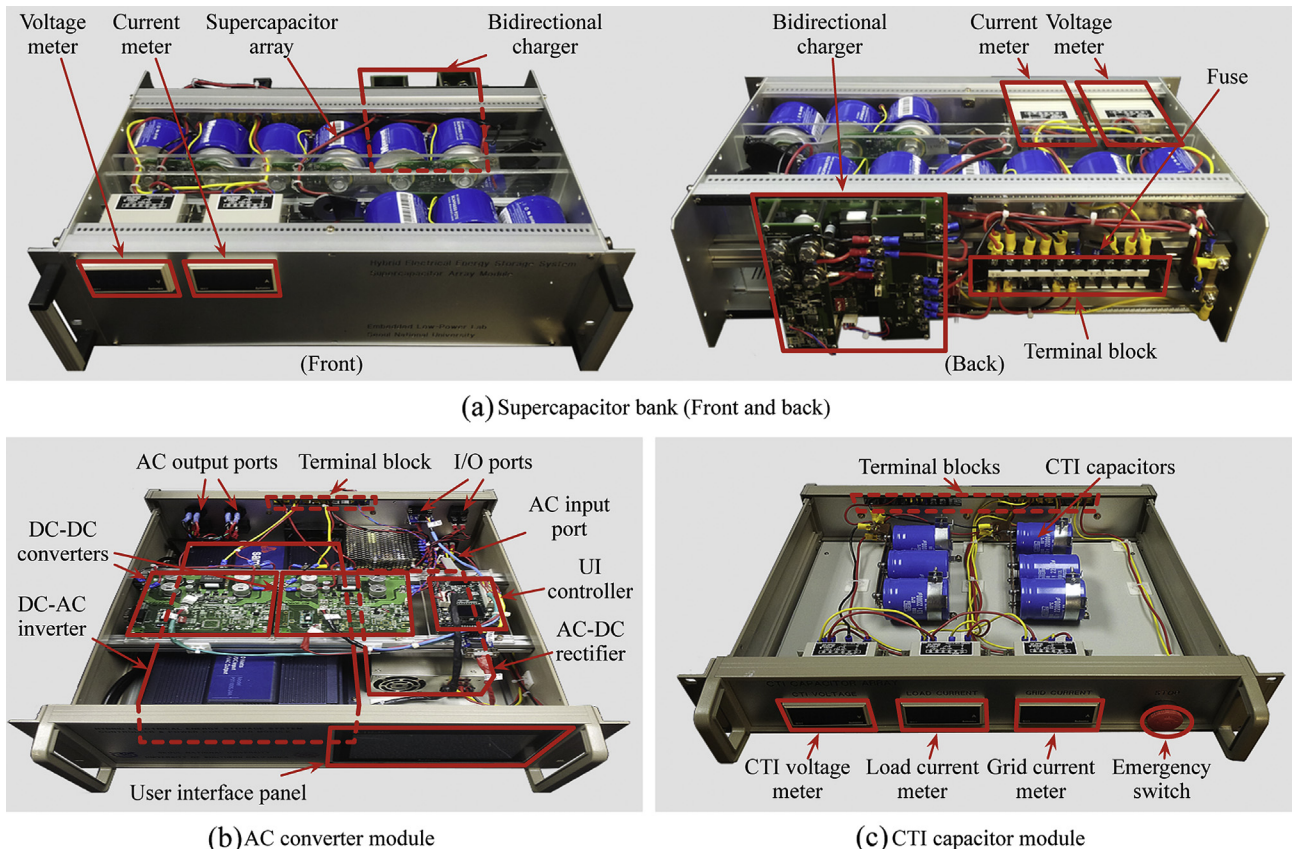 Voltage meter
Current meter
Supercapacitor array
Bidirectional charger
Hybrid Electrical Energy Storage System
Supercapacitor Array Module
Embedded Low-Power Lab
Seoul National University
(Front)
Bidirectional charger
Current meter
Voltage meter
Fuse
Terminal block
(Back)
(a) Supercapacitor bank (Front and back)
AC output ports
Terminal block
I/O ports
AC input port
DC-DC converters
UI controller
DC-AC inverter
AC-DC rectifier
User interface panel
(b) AC converter module
Terminal blocks
CTI capacitors
CTI VOLTAGE
LOAD CURRENT
GRID CURRENT
CTI voltage meter
Load current meter
Grid current meter
Emergency switch
(c) CTI capacitor module